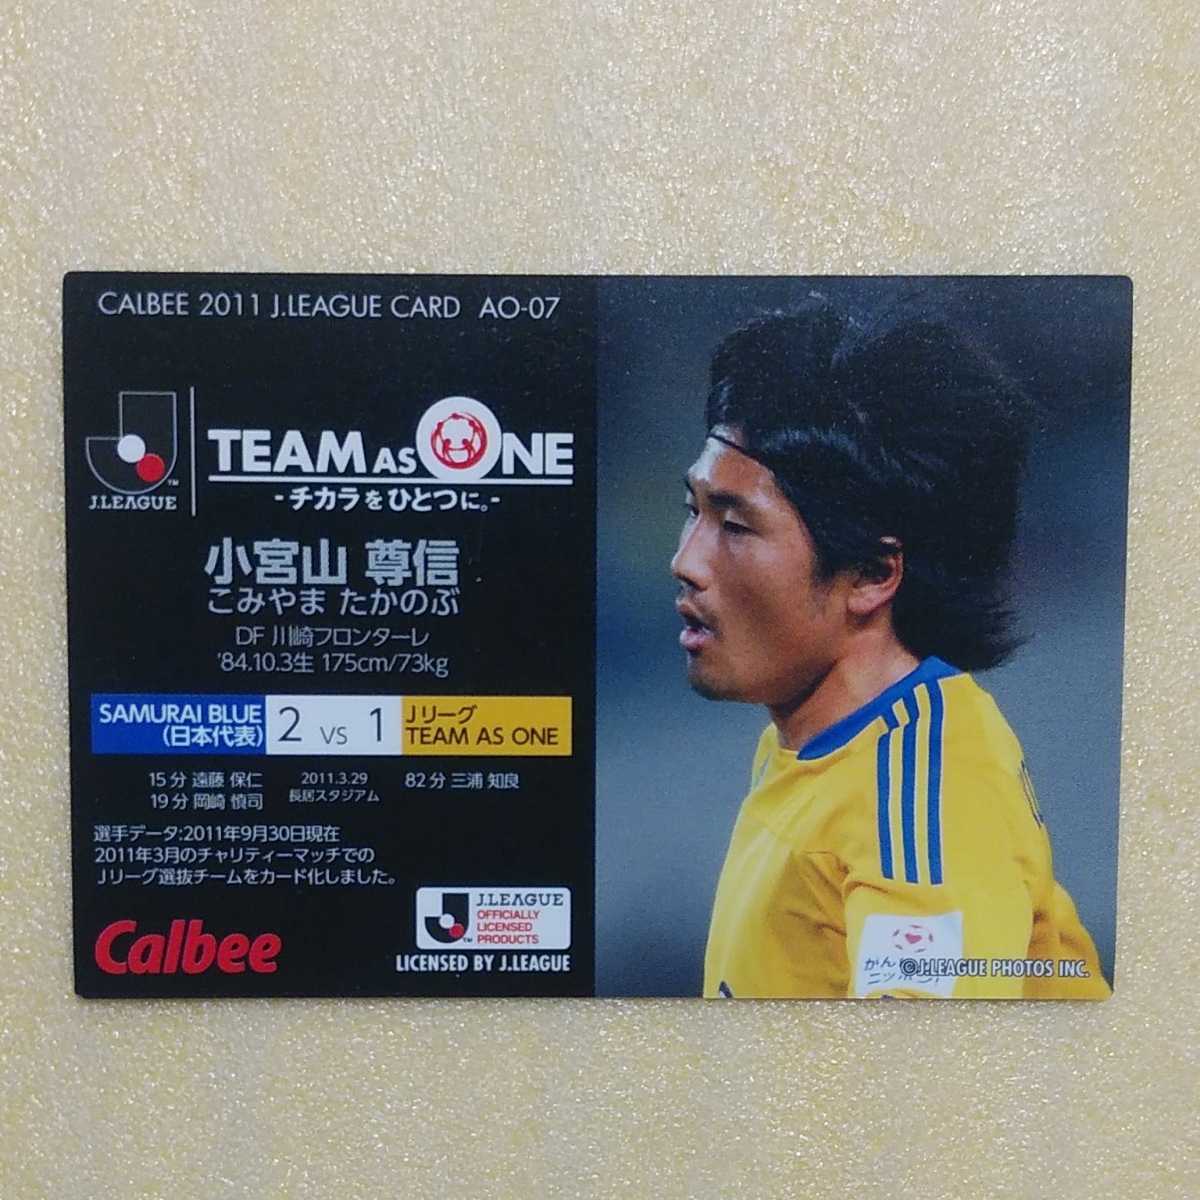 CALBEE 2011 J.LEAGUE CARD AO-07
J.LEAGUE™
TEAM AS ONE
-チカラをひとつに。-
小宮山 尊信
こみやま たかのぶ
DF 川崎フロンターレ
'84.10.3生 175cm/73kg
SAMURAI BLUE
(日本代表)
2 VS 1
Jリーグ
TEAM AS ONE
15分 遠藤 保仁
19分 岡崎 慎司
2011.3.29
長居スタジアム
82分 三浦 知良
選手データ:2011年9月30日現在
2011年3月のチャリティーマッチでの
Jリーグ選抜チームをカード化しました。
Calbee
J.LEAGUE
OFFICIALLY
LICENSED
PRODUCTS
™
LICENSED BY J.LEAGUE
©J.LEAGUE PHOTOS INC.